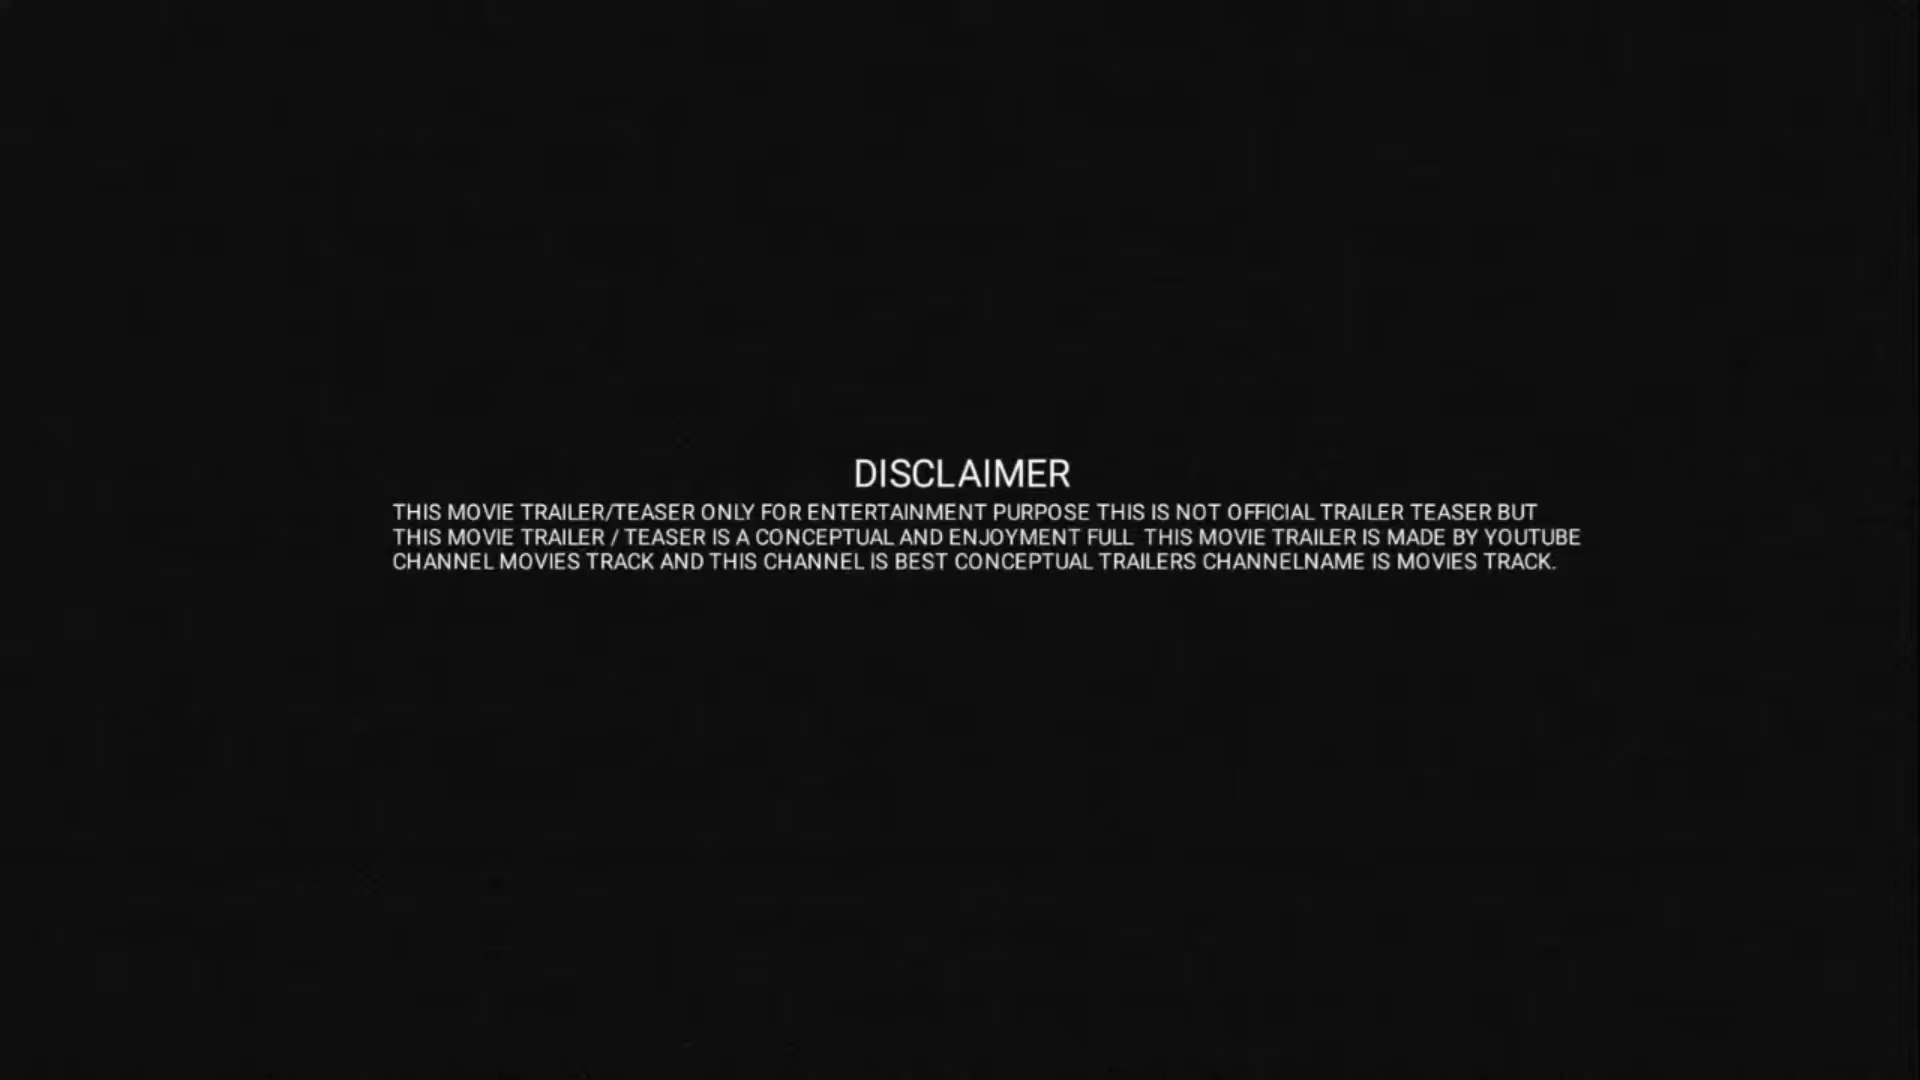 DISCLAIMER
THIS MOVIE TRAILER/TEASER ONLY FOR ENTERTAINMENT PURPOSE THIS IS NOT OFFICIAL TRAILER TEASER BUT
THIS MOVIE TRAILER / TEASER IS A CONCEPTUAL AND ENJOYMENT FULL  THIS MOVIE TRAILER IS MADE BY YOUTUBE
CHANNEL MOVIES TRACK AND THIS CHANNEL IS BEST CONCEPTUAL TRAILERS CHANNELNAME IS MOVIES TRACK.